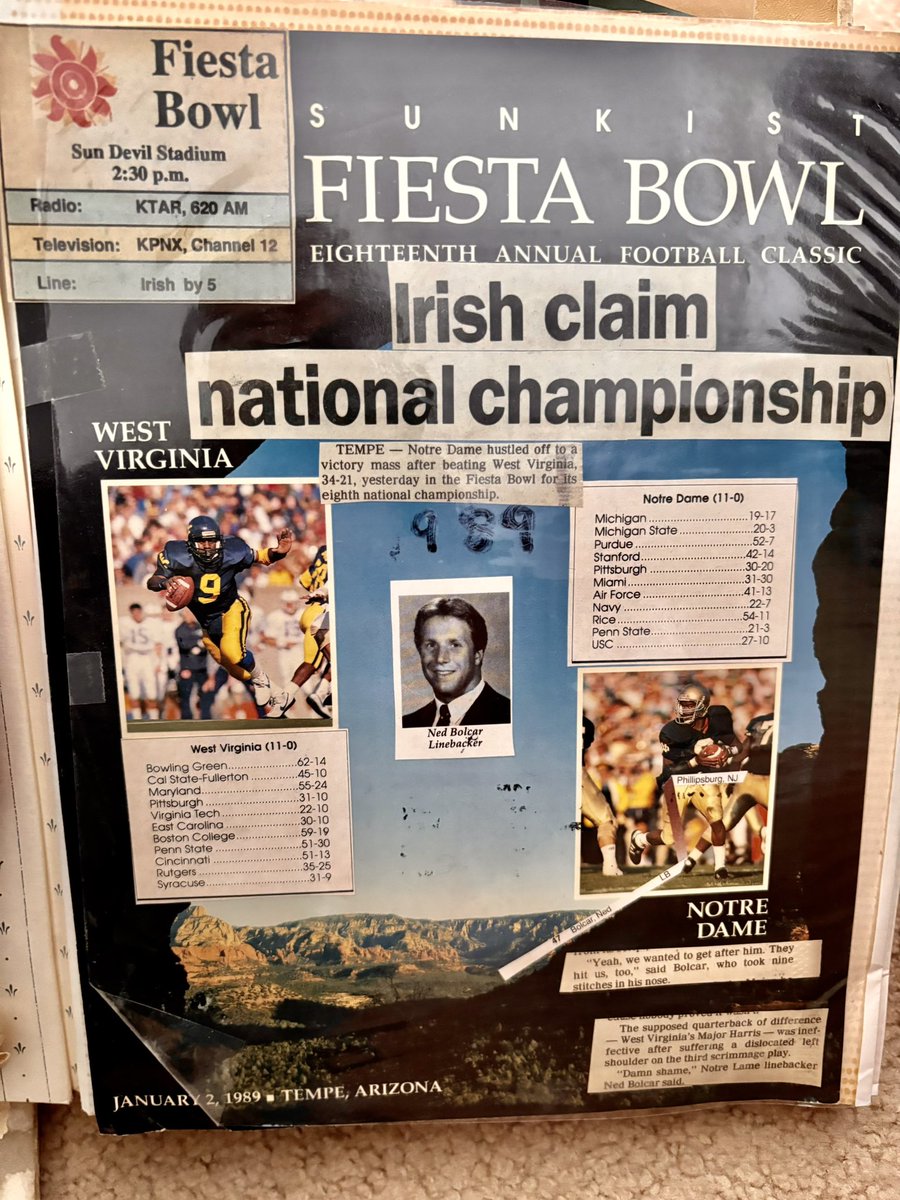 Fiesta
Bowl
Sun Devil Stadium
2:30 p.m.
Radio: KTAR, 620 AM
Television: KPNX, Channel 12
Line: Irish by 5
SUNKIST
FIESTA BOWL
EIGHTEENTH ANNUAL FOOTBALL CLASSIC
Irish claim
national championship
TEMPE — Notre Dame hustled off to a
victory mass after beating West Virginia,
34-21, yesterday in the Fiesta Bowl for its
eighth national championship.
1989
WEST
VIRGINIA
9
West Virginia (11-0)
Bowling Green 62-14
Cal State-Fullerton 45-10
Maryland 55-24
Pittsburgh 31-10
Virginia Tech 22-10
East Carolina 30-10
Boston College 59-19
Penn State 51-30
Cincinnati 51-13
Rutgers 35-25
Syracuse 31-9
Ned Bolcar
Linebacker
Notre Dame (11-0)
Michigan 19-17
Michigan State 20-3
Purdue 52-7
Stanford 42-14
Pittsburgh 30-20
Miami 31-30
Air Force 41-13
Navy 22-7
Rice 54-11
Penn State 21-3
USC 27-10
Phillipsburg, NJ
47 Bolcar, Ned LB
NOTRE
DAME
"Yeah, we wanted to get after him. They
hit us, too," said Bolcar, who took nine
stitches in his nose.
The supposed quarterback of difference
— West Virginia's Major Harris — was inef-
fective after suffering a dislocated left
shoulder on the third scrimmage play.
"Damn shame," Notre Lame linebacker
Ned Bolcar said.
JANUARY 2, 1989 ■ TEMPE, ARIZONA